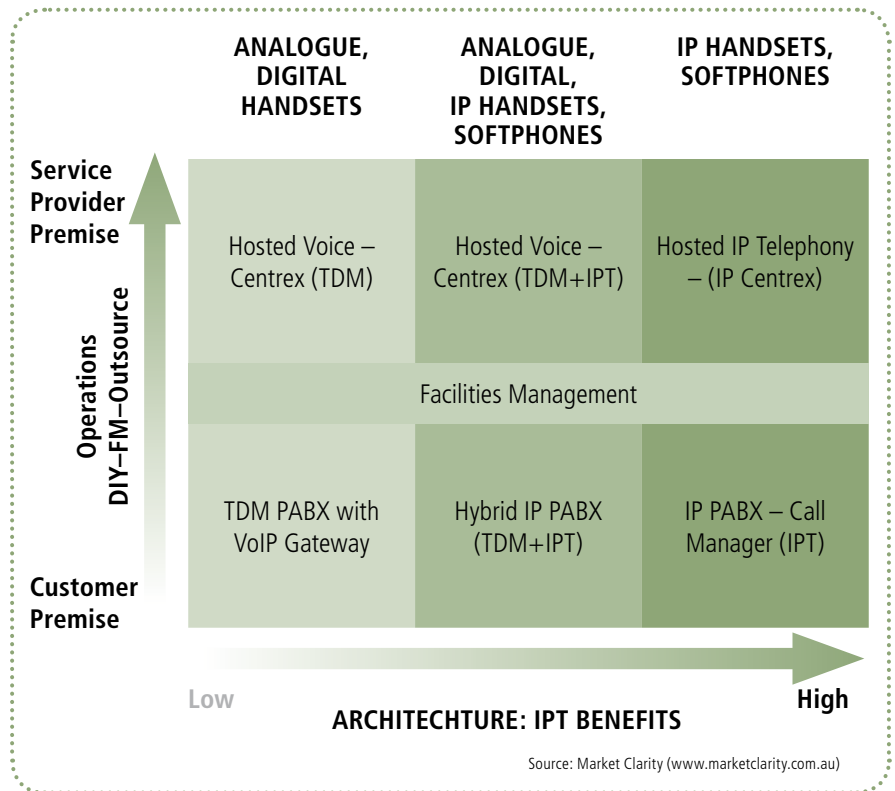 ANALOGUE,
DIGITAL
HANDSETS
ANALOGUE,
DIGITAL,
IP HANDSETS,
SOFTPHONES
IP HANDSETS,
SOFTPHONES
Service
Provider
Premise
Operations
DIY–FM–Outsource
Customer
Premise
Hosted Voice –
Centrex (TDM)
Hosted Voice –
Centrex (TDM+IPT)
Hosted IP Telephony
– (IP Centrex)
Facilities Management
TDM PABX with
VoIP Gateway
Hybrid IP PABX
(TDM+IPT)
IP PABX – Call
Manager (IPT)
Low
High
ARCHITECHTURE: IPT BENEFITS
Source: Market Clarity (www.marketclarity.com.au)